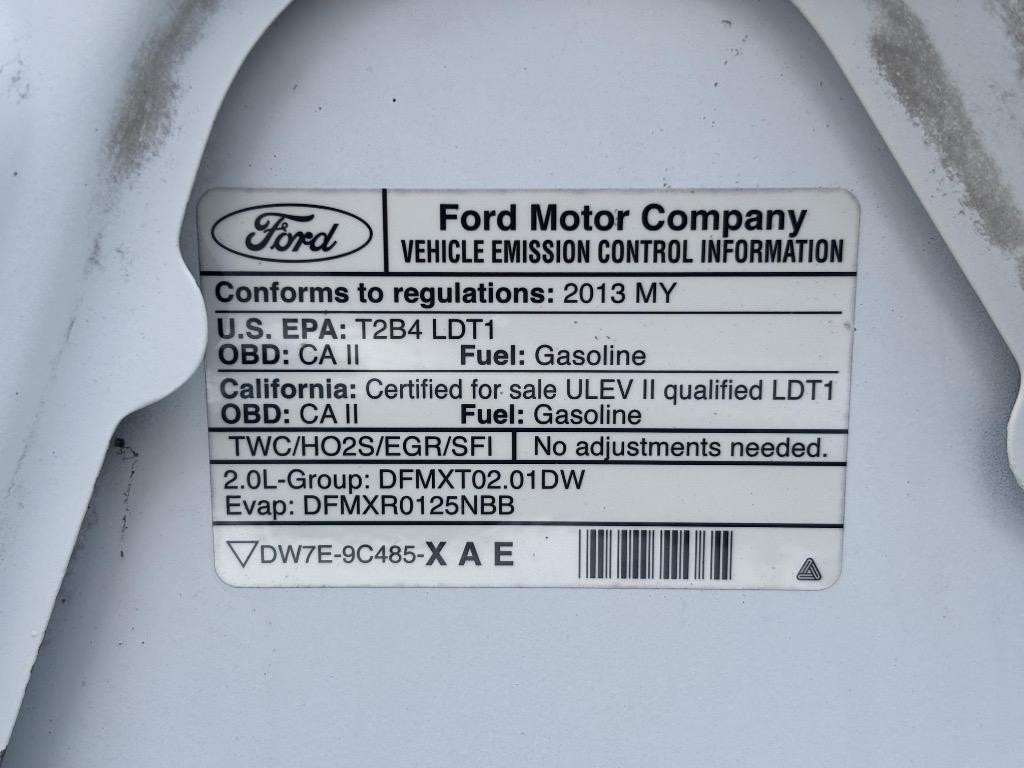 Ford
Ford Motor Company
VEHICLE EMISSION CONTROL INFORMATION
Conforms to regulations: 2013 MY
U.S. EPA: T2B4 LDT1
OBD: CA II Fuel: Gasoline
California: Certified for sale ULEV II qualified LDT1
OBD: CA II Fuel: Gasoline
TWC/HO2S/EGR/SFI No adjustments needed.
2.0L-Group: DFMXT02.01DW
Evap: DFMXR0125NBB
▽DW7E-9C485-X A E